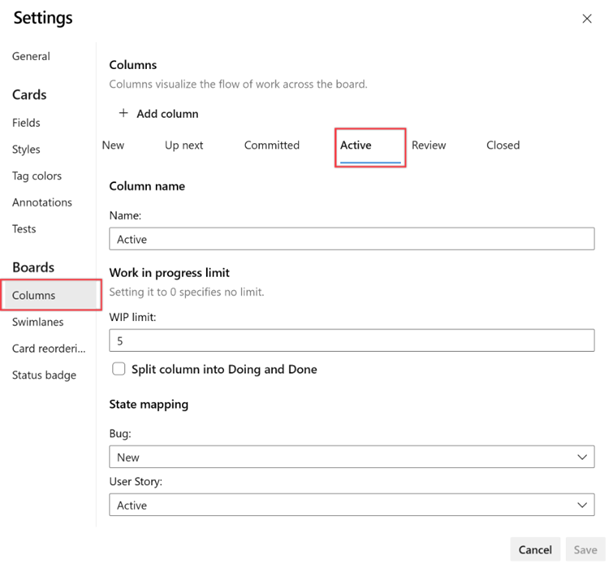 Settings
General
Cards
Fields
Styles
Tag colors
Annotations
Tests
Boards
Columns
Swimlanes
Card reorderi...
Status badge
Columns
Columns visualize the flow of work across the board.
+ Add column
New Up next Committed Active Review Closed
Column name
Name:
Active
Work in progress limit
Setting it to 0 specifies no limit.
WIP limit:
5
Split column into Doing and Done
State mapping
Bug:
New
User Story:
Active
Cancel Save